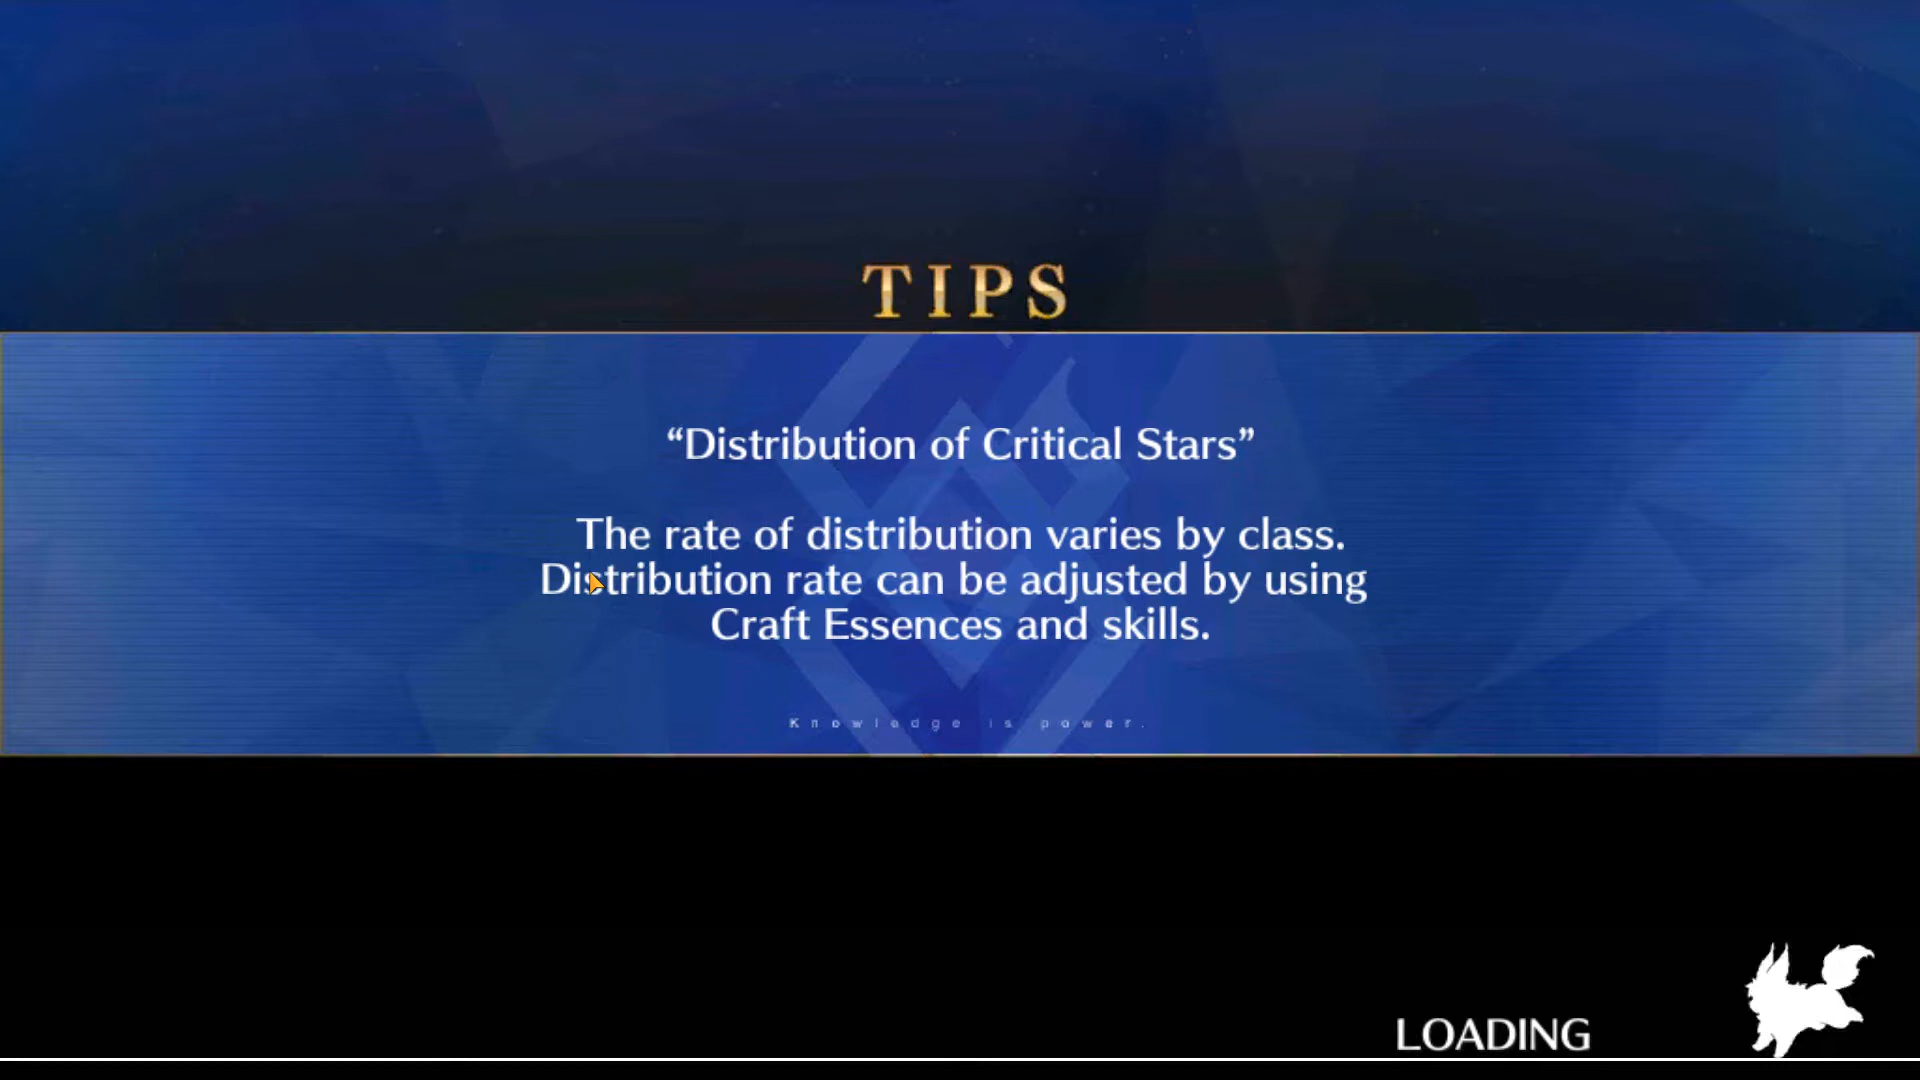 TIPS
“Distribution of Critical Stars”
The rate of distribution varies by class.
Distribution rate can be adjusted by using
Craft Essences and skills.
Knowledge is power.
LOADING